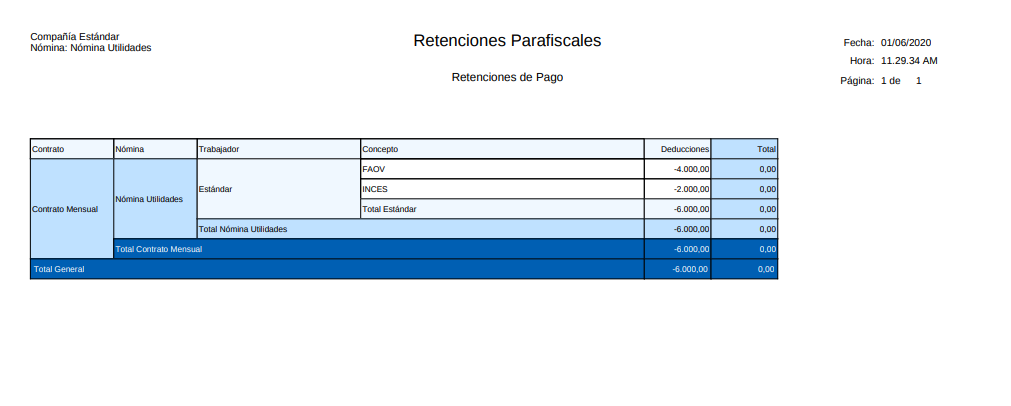 Compañía Estándar
Nómina: Nómina Utilidades
Retenciones Parafiscales
Retenciones de Pago
Fecha: 01/06/2020
Hora: 11.29.34 AM
Página: 1 de 1
Contrato Nómina Trabajador Concepto Deducciones Total
Contrato Mensual Nómina Utilidades Estándar FAOV -4.000,00 0,00
INCES -2.000,00 0,00
Total Estándar -6.000,00 0,00
Total Nómina Utilidades -6.000,00 0,00
Total Contrato Mensual -6.000,00 0,00
Total General -6.000,00 0,00